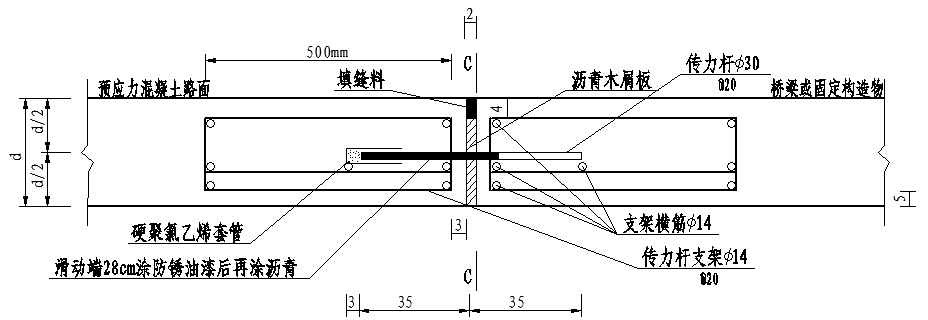 2
500mm
C
填缝料
沥青木屑板
传力杆ϕ30
@20
预应力混凝土路面
桥梁或固定构造物
d
d/2
d/2
4
5
硬聚氯乙烯套管
3
支架横筋ϕ14
滑动端28cm涂防锈油漆后再涂沥青
传力杆支架ϕ14
@20
C
3
35
35